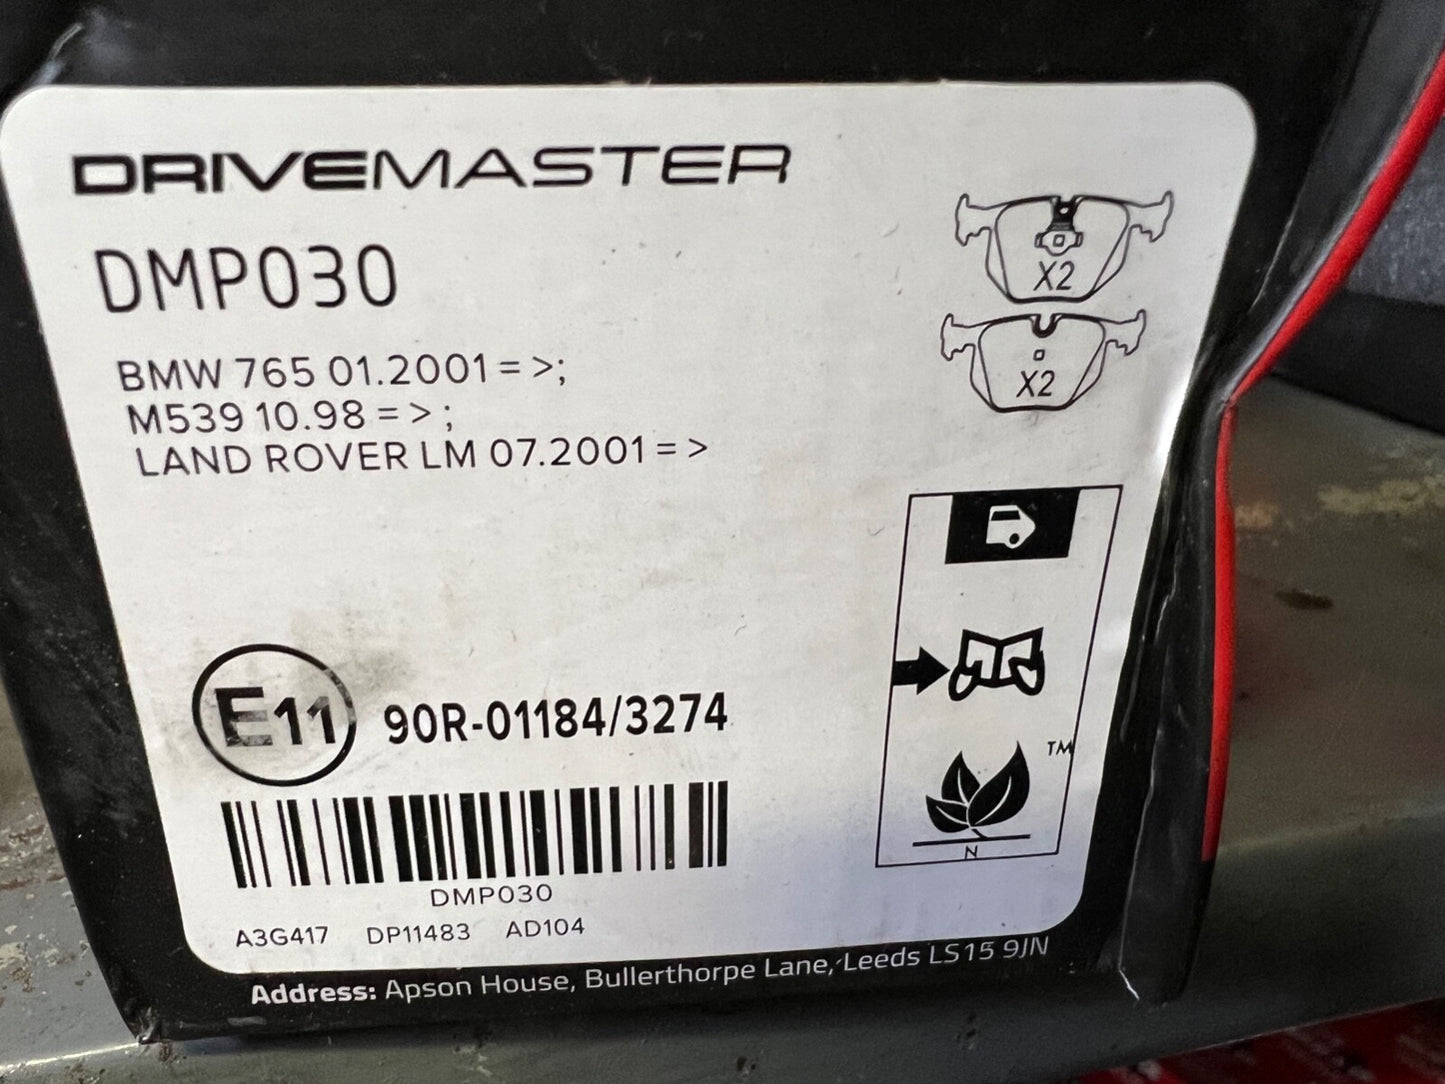 DRIVEMASTER
DMP030
X2
X2
BMW 765 01.2001 = >;
M539 10.98 = > ;
LAND ROVER LM 07.2001 = >
E11 90R-01184/3274
TM
N
DMP030
A3G417 DP11483 AD104
Address: Apson House, Bullerthorpe Lane, Leeds LS15 9JN